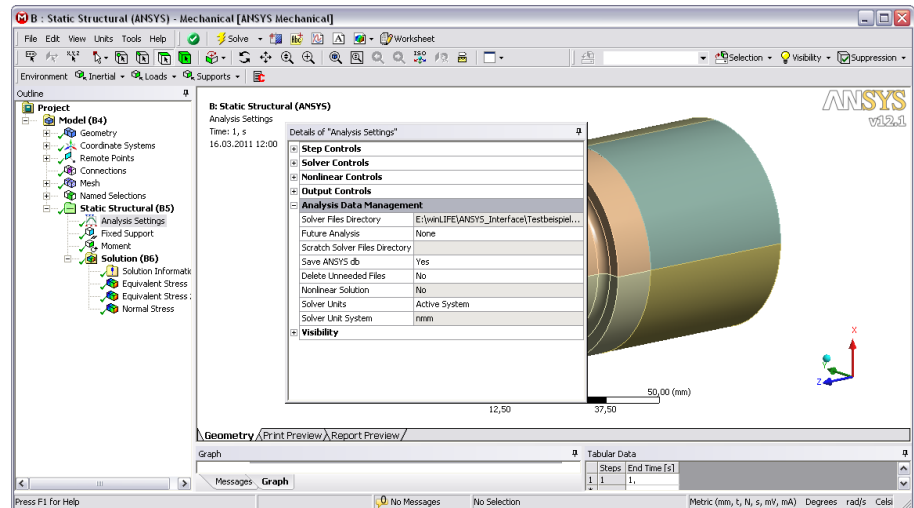 B : Static Structural (ANSYS) - Mechanical [ANSYS Mechanical]
File Edit View Units Tools Help Solve Worksheet
Selection Visibility Suppression
Environment Inertial Loads Supports
Outline
Project
Model (B4)
Geometry
Coordinate Systems
Remote Points
Connections
Mesh
Named Selections
Static Structural (B5)
Analysis Settings
Fixed Support
Moment
Solution (B6)
Solution Informatic
Equivalent Stress
Equivalent Stress 2
Normal Stress
B: Static Structural (ANSYS)
Analysis Settings
Time: 1, s
16.03.2011 12:00
ANSYS
v12.1
Details of "Analysis Settings"
Step Controls
Solver Controls
Nonlinear Controls
Output Controls
Analysis Data Management
Solver Files Directory E:\winLIFE\ANSYS_Interface\Testbeispiel...
Future Analysis None
Scratch Solver Files Directory
Save ANSYS db Yes
Delete Unneeded Files No
Nonlinear Solution No
Solver Units Active System
Solver Unit System nmm
Visibility
X
Y
Z
50,00 (mm)
12,50 37,50
Geometry Print Preview Report Preview
Graph
Messages Graph
Tabular Data
Steps End Time [s]
1 1 1,
*
Press F1 for Help No Messages No Selection Metric (mm, t, N, s, mV, mA) Degrees rad/s Celsi